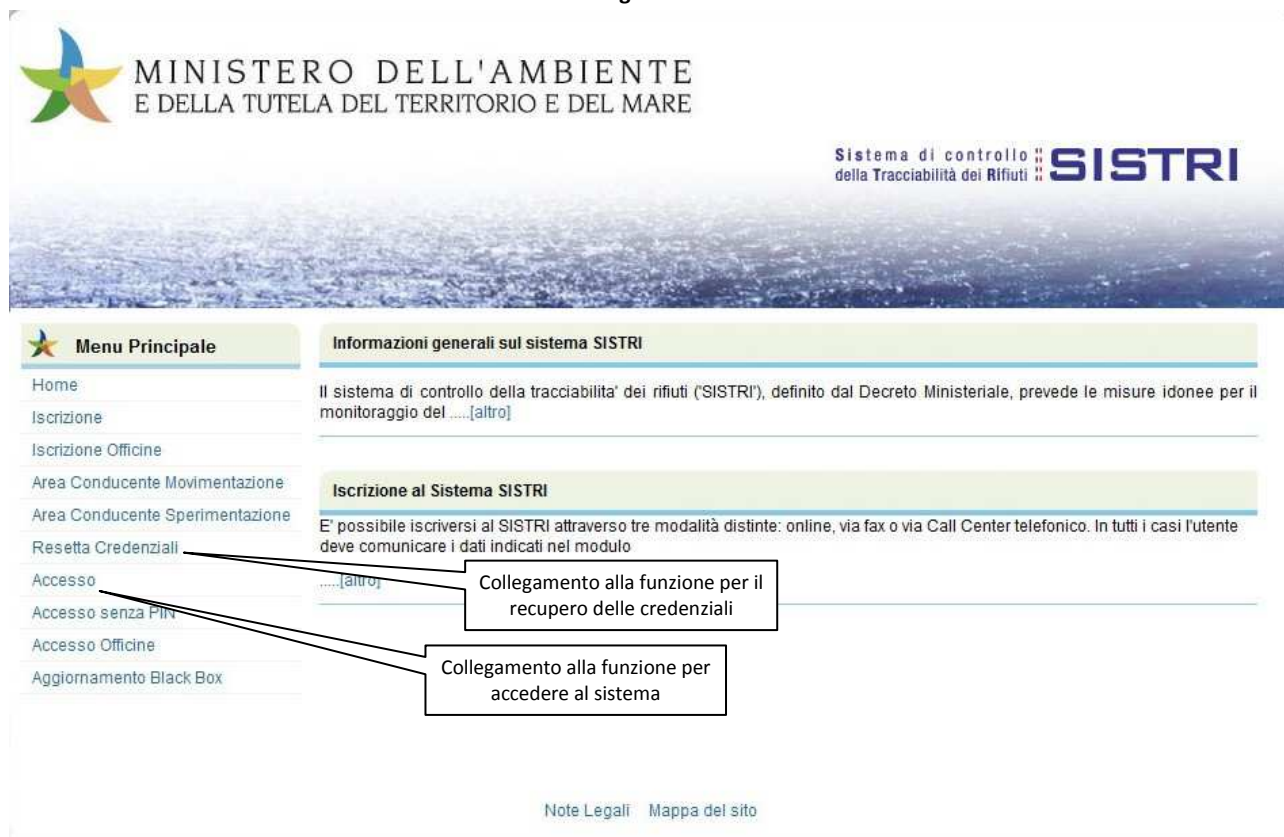 MINISTERO DELL'AMBIENTE
E DELLA TUTELA DEL TERRITORIO E DEL MARE
Sistema di controllo
della Tracciabilità dei Rifiuti
SISTRI
Menu Principale
Home
Iscrizione
Iscrizione Officine
Area Conducente Movimentazione
Area Conducente Sperimentazione
Resetta Credenziali
Accesso
Accesso senza PIN
Accesso Officine
Aggiornamento Black Box
Informazioni generali sul sistema SISTRI
Il sistema di controllo della tracciabilita' dei rifiuti ('SISTRI'), definito dal Decreto Ministeriale, prevede le misure idonee per il
monitoraggio del .....[altro]
Iscrizione al Sistema SISTRI
E' possibile iscriversi al SISTRI attraverso tre modalità distinte: online, via fax o via Call Center telefonico. In tutti i casi l'utente
deve comunicare i dati indicati nel modulo
.....[altro]
Collegamento alla funzione per il
recupero delle credenziali
Collegamento alla funzione per
accedere al sistema
Note Legali Mappa del sito